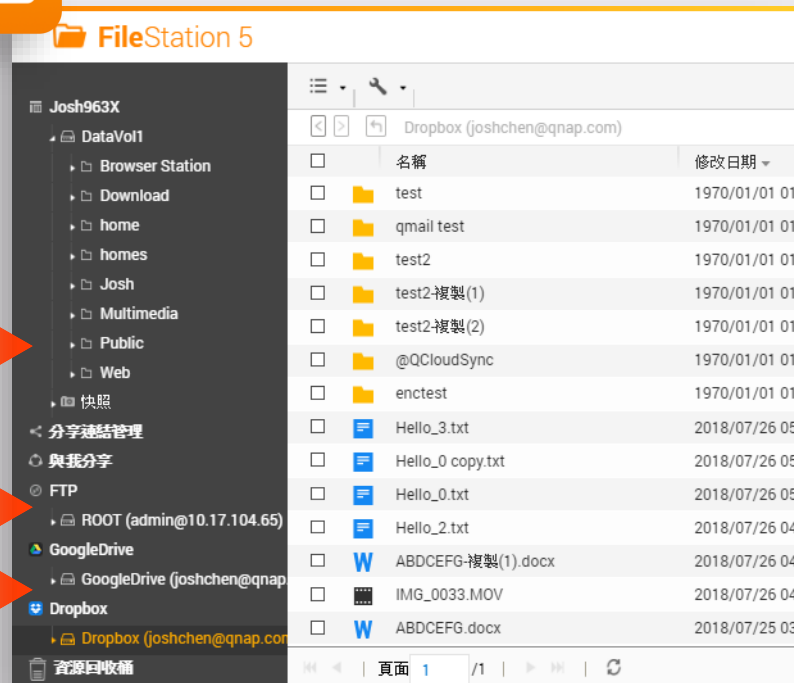 FileStation 5
Josh963X
DataVol1
Browser Station
Download
home
homes
Josh
Multimedia
Public
Web
快照
分享連結管理
與我分享
FTP
ROOT (admin@10.17.104.65)
GoogleDrive
GoogleDrive (joshchen@qnap.
Dropbox
Dropbox (joshchen@qnap.con
資源回收桶
Dropbox (joshchen@qnap.com)
名稱 修改日期
test 1970/01/01 01
qmail test 1970/01/01 01
test2 1970/01/01 01
test2-複製(1) 1970/01/01 01
test2-複製(2) 1970/01/01 01
@QCloudSync 1970/01/01 01
enctest 1970/01/01 01
Hello_3.txt 2018/07/26 05
Hello_0 copy.txt 2018/07/26 05
Hello_0.txt 2018/07/26 05
Hello_2.txt 2018/07/26 04
ABDCEFG-複製(1).docx 2018/07/26 04
IMG_0033.MOV 2018/07/26 04
ABDCEFG.docx 2018/07/25 03
頁面 1 /1